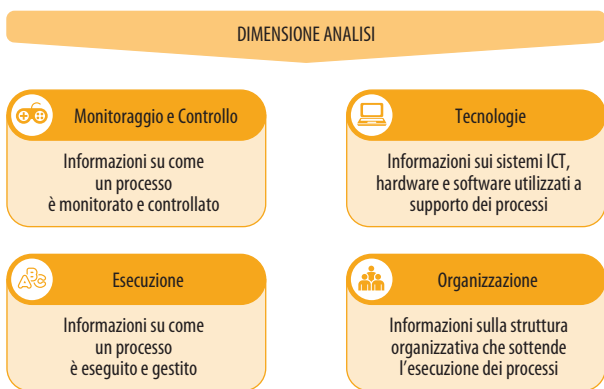 DIMENSIONE ANALISI
Monitoraggio e Controllo
Informazioni su come
un processo
è monitorato e controllato
Tecnologie
Informazioni sui sistemi ICT,
hardware e software utilizzati a
supporto dei processi
ABC
Esecuzione
Informazioni su come
un processo
è eseguito e gestito
Organizzazione
Informazioni sulla struttura
organizzativa che sottende
l'esecuzione dei processi